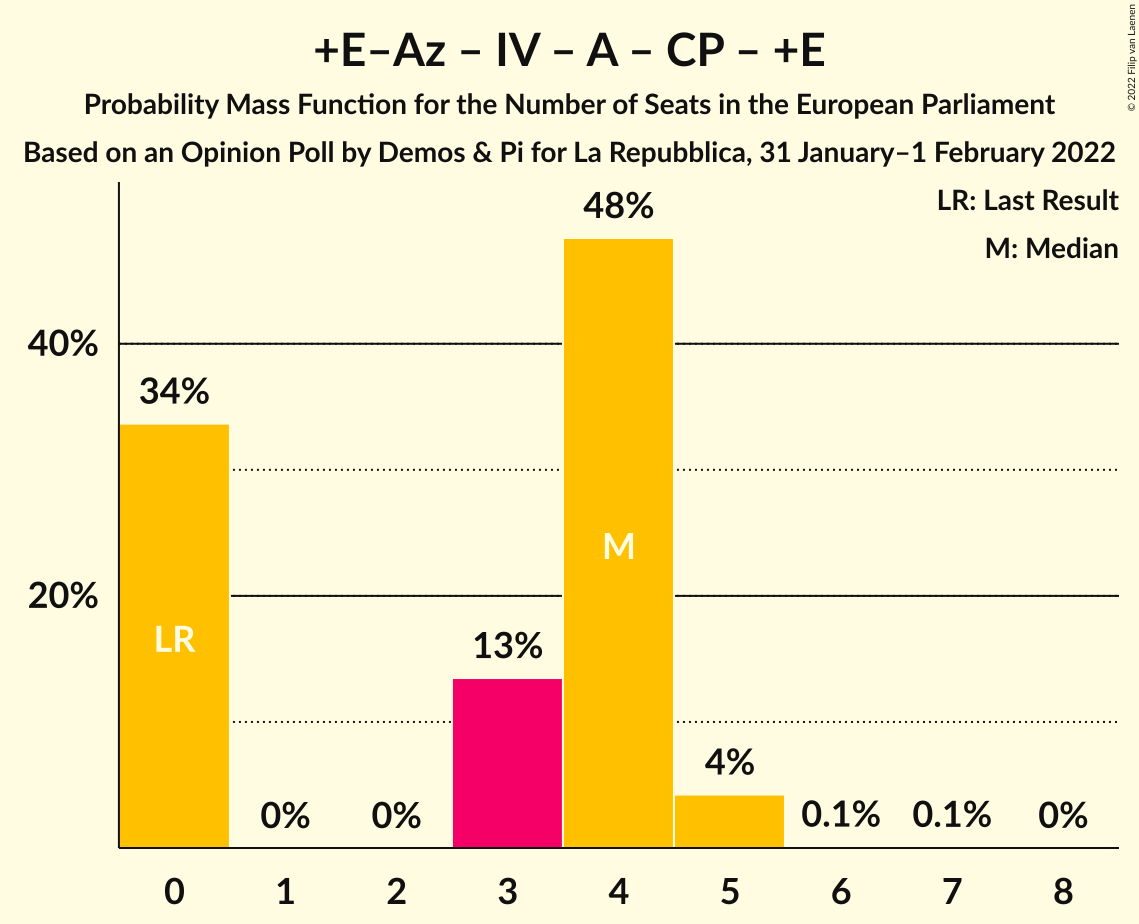 +E–Az – IV – A – CP – +E
Probability Mass Function for the Number of Seats in the European Parliament
Based on an Opinion Poll by Demos & Pi for La Repubblica, 31 January–1 February 2022
© 2022 Filip van Laenen
LR: Last Result
M: Median
48%
40%
34%
M
20%
LR
13%
4%
0%
0%
0.1%
0.1%
0%
0 1 2 3 4 5 6 7 8